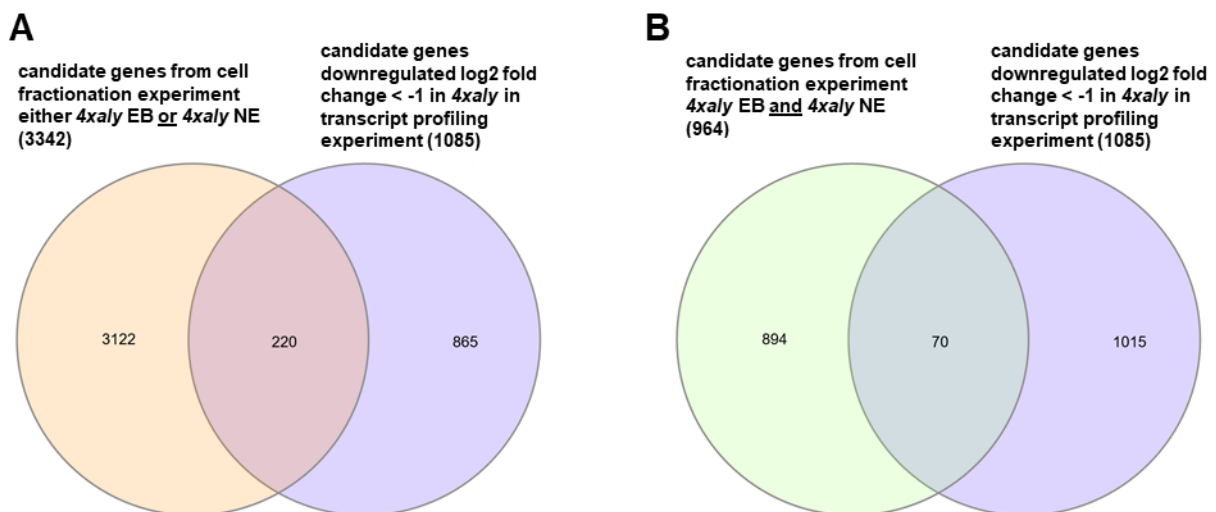 A
candidate genes from cell
fractionation experiment
either 4xaly EB or 4xaly NE
(3342)
candidate genes
downregulated log2 fold
change < -1 in 4xaly in
transcript profiling
experiment (1085)
3122
220
865
B
candidate genes from cell
fractionation experiment
4xaly EB and 4xaly NE
(964)
candidate genes
downregulated log2 fold
change < -1 in 4xaly in
transcript profiling
experiment (1085)
894
70
1015